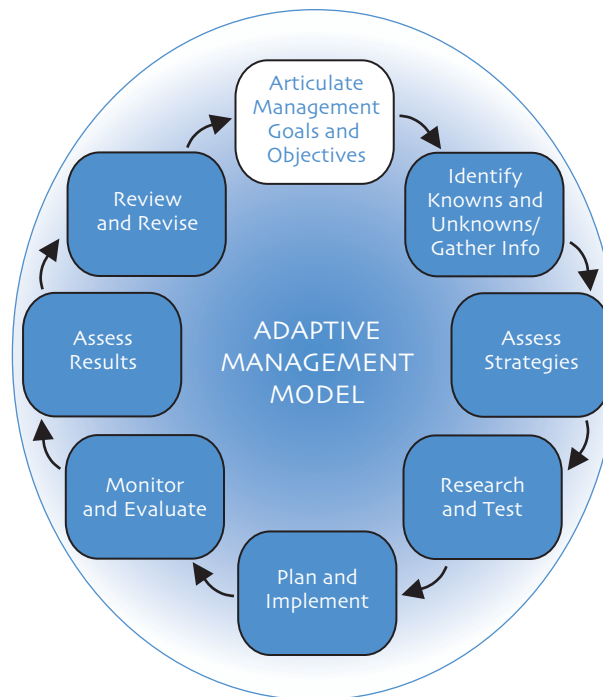 Articulate
Management
Goals and
Objectives
Identify
Knowns and
Unknowns/
Gather Info
Assess
Strategies
Research
and Test
Plan and
Implement
Monitor
and Evaluate
Assess
Results
Review
and Revise
ADAPTIVE
MANAGEMENT
MODEL